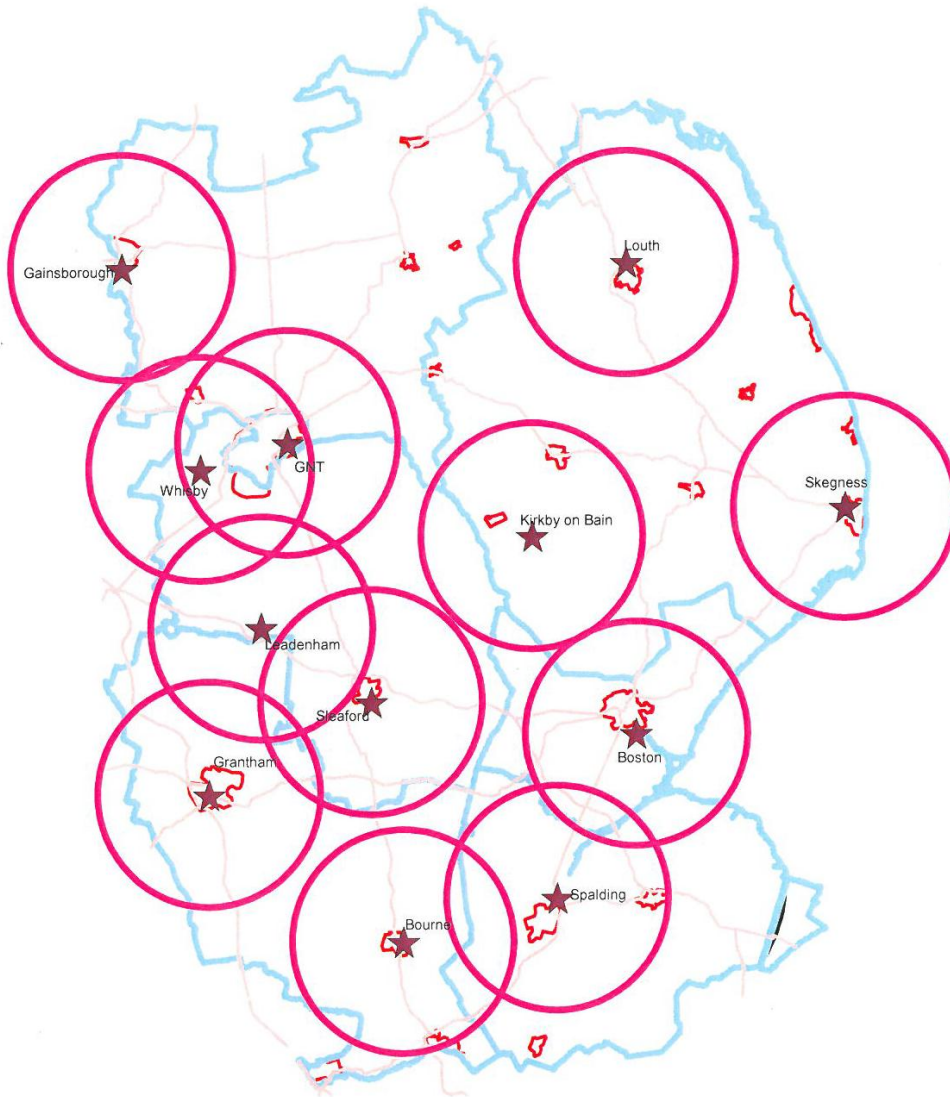 Louth
Gainsborough
GNT
Whisby
Skegness
Kirkby on Bain
Leadenham
Sleaford
Boston
Grantham
Spalding
Bourne